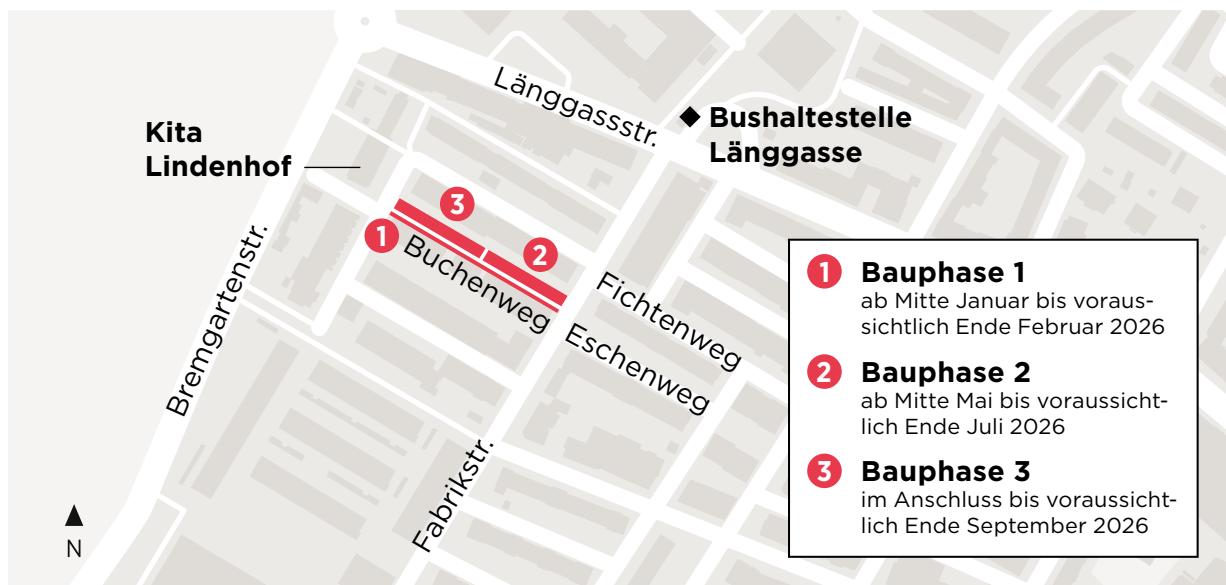 Länggassstr.
Kita
Lindenhof
◆ Bushaltestelle
Länggasse
3
1
2
Buchenweg
Bremgartenstr.
Fichtenweg
Eschenweg
Fabrikstr.
N
1 Bauphase 1
ab Mitte Januar bis voraus-
sichtlich Ende Februar 2026
2 Bauphase 2
ab Mitte Mai bis voraussicht-
lich Ende Juli 2026
3 Bauphase 3
im Anschluss bis voraussicht-
lich Ende September 2026